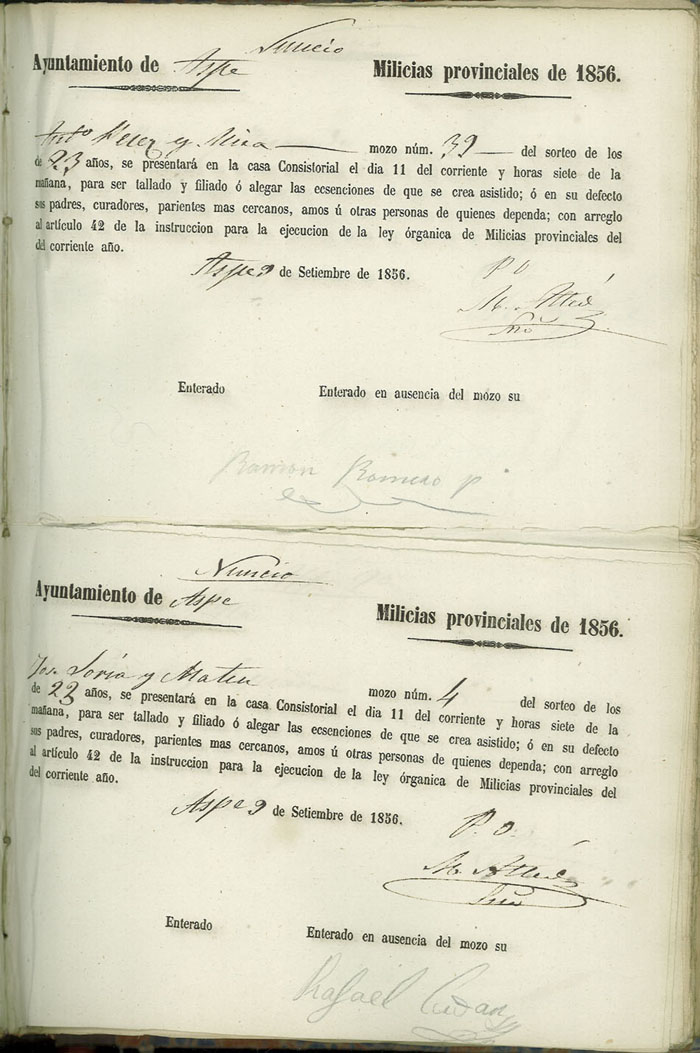 Nuncio
Ayuntamiento de Aspe Milicias provinciales de 1856.
Antº Perez y Mira mozo núm. 39 del sorteo de los
de 23 años, se presentará en la casa Consistorial el dia 11 del corriente y horas siete de la
mañana, para ser tallado y filiado ó alegar las ecsenciones de que se crea asistido; ó en su defecto
sus padres, curadores, parientes mas cercanos, amos ú otras personas de quienes dependa; con arreglo
al artículo 42 de la instruccion para la ejecucion de la ley órganica de Milicias provinciales del
del corriente año.
Aspe 9 de Setiembre de 1856.
P O
M.
Srio
Enterado Enterado en ausencia del mozo su
Ramon Romero p
Nuncio
Ayuntamiento de Aspe Milicias provinciales de 1856.
Jos. Soria y Mateu mozo núm. 4 del sorteo de los
de 22 años, se presentará en la casa Consistorial el dia 11 del corriente y horas siete de la
mañana, para ser tallado y filiado ó alegar las ecsenciones de que se crea asistido; ó en su defecto
sus padres, curadores, parientes mas cercanos, amos ú otras personas de quienes dependa; con arreglo
al artículo 42 de la instruccion para la ejecucion de la ley órganica de Milicias provinciales del
del corriente año.
Aspe 9 de Setiembre de 1856.
P. O.
M.
Srio
Enterado Enterado en ausencia del mozo su
Rafael